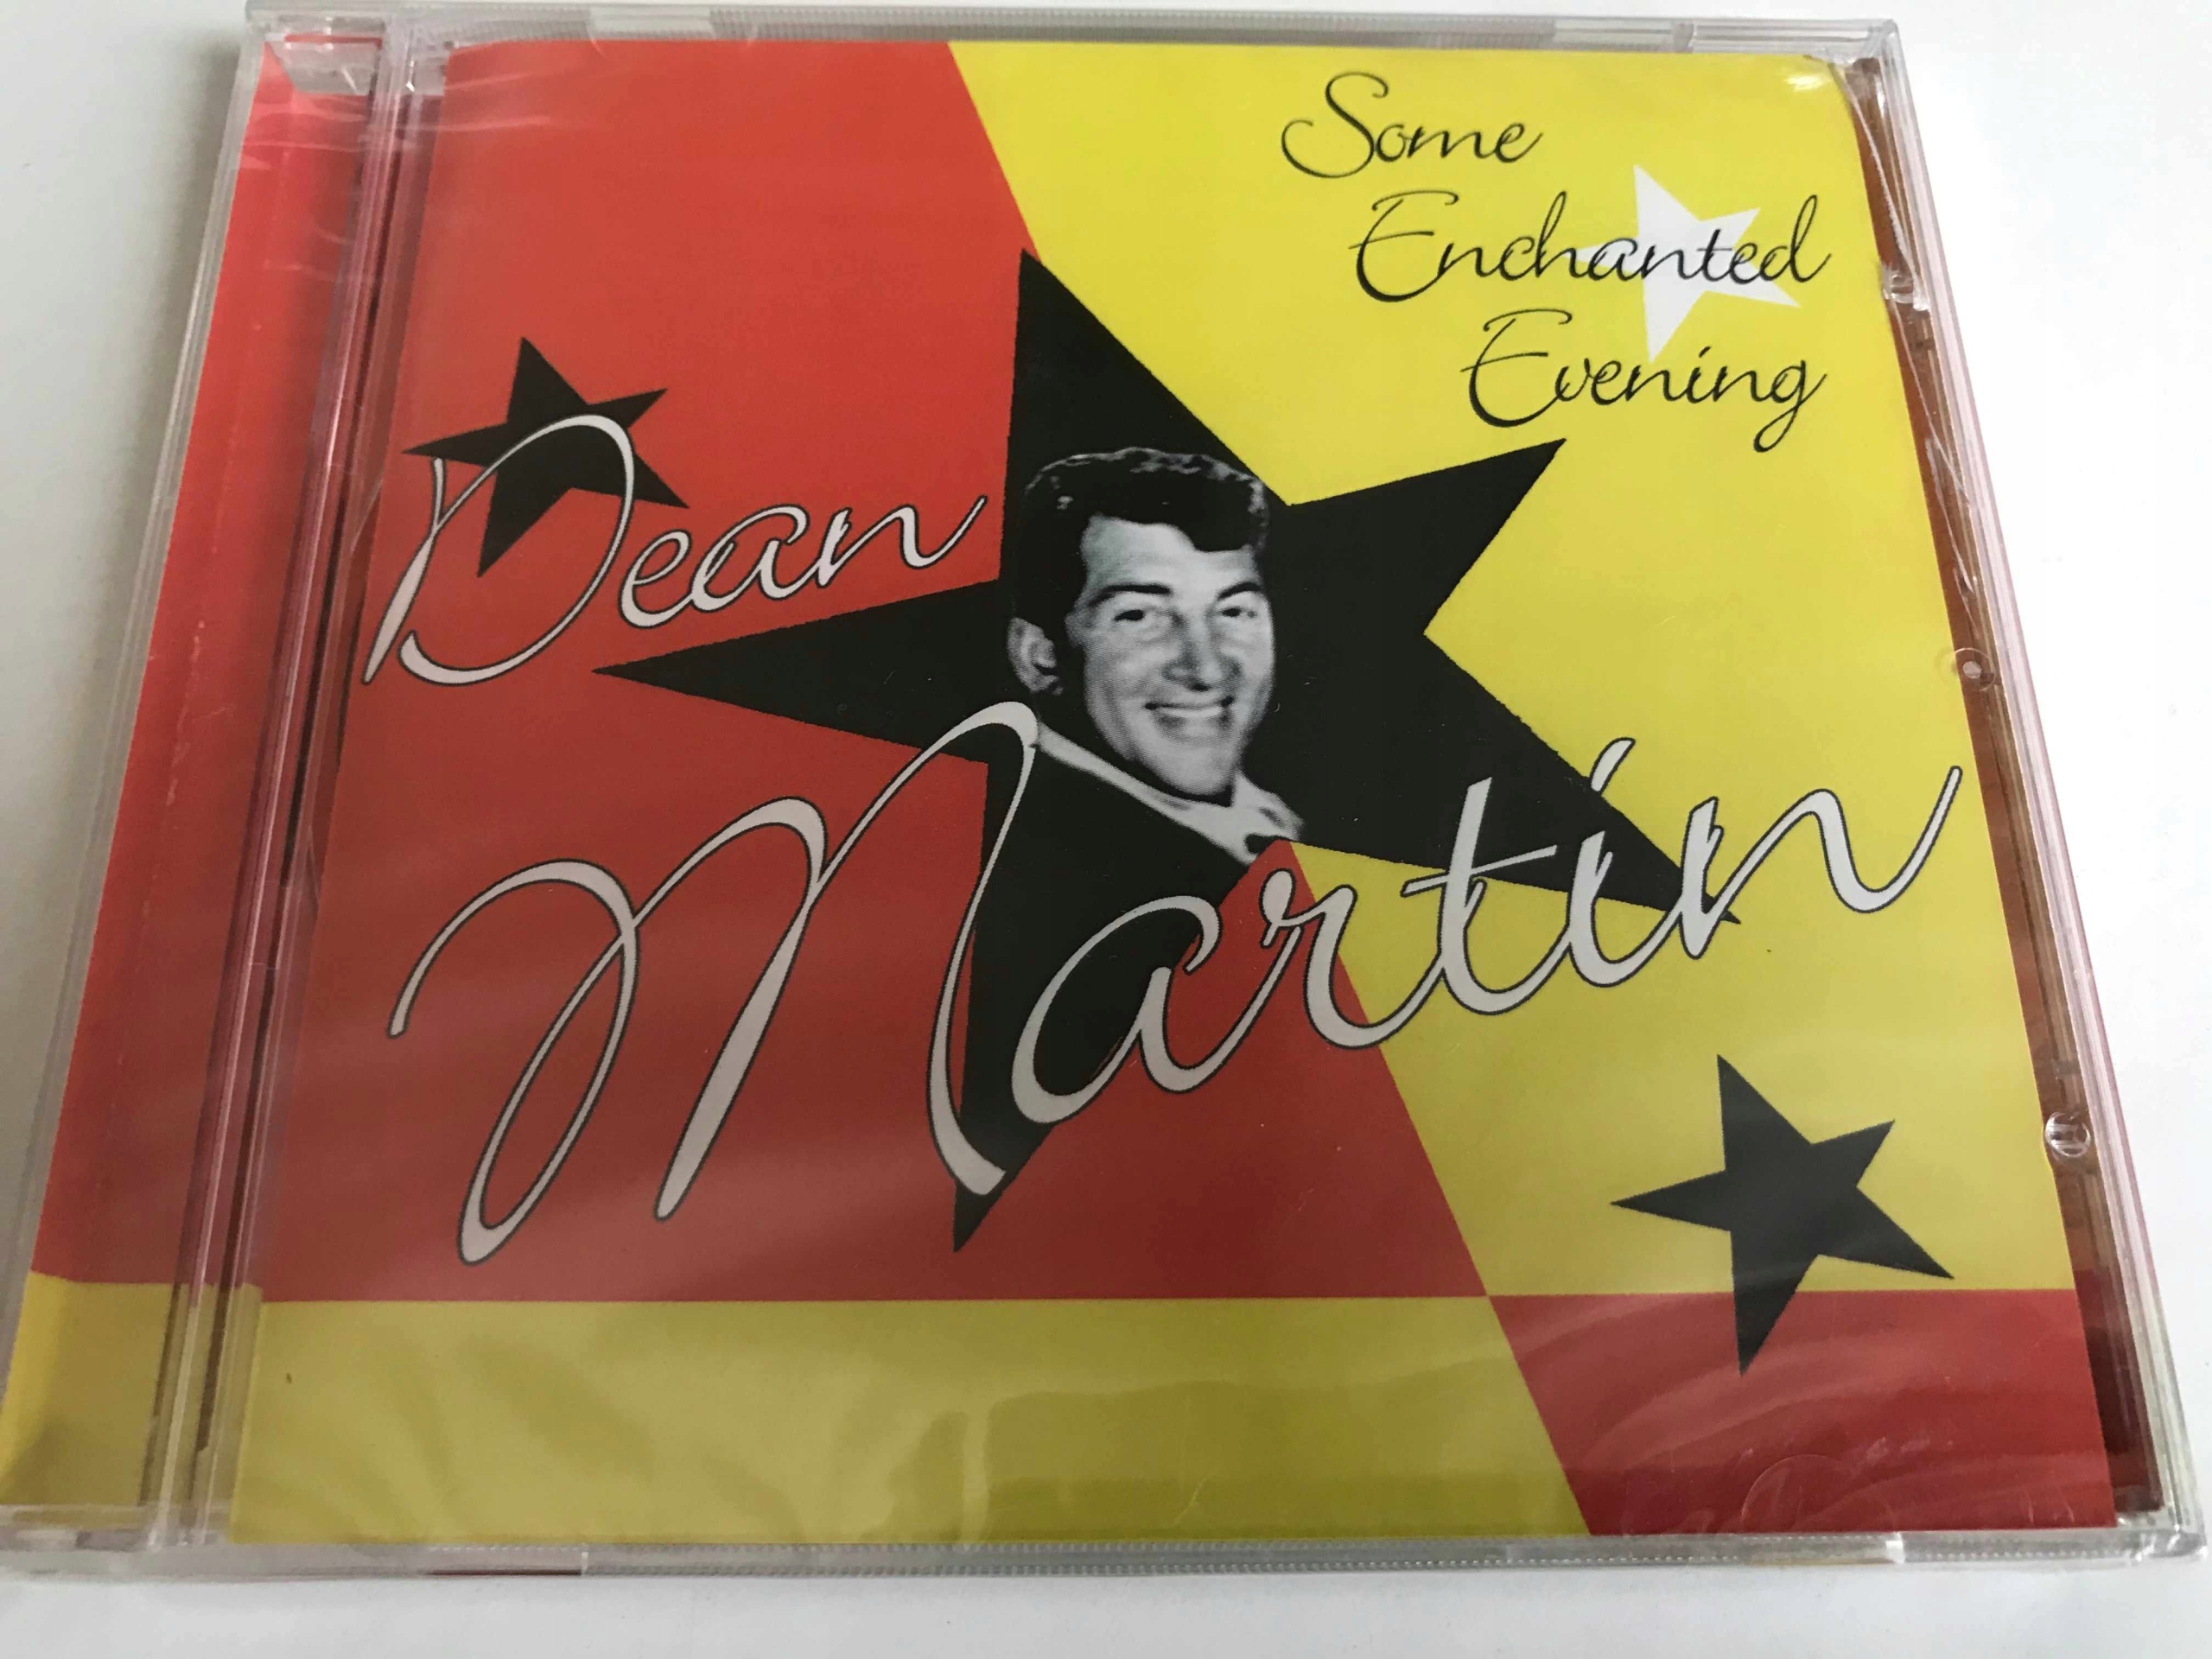 Some
Enchanted
Evening
Dean
Martin